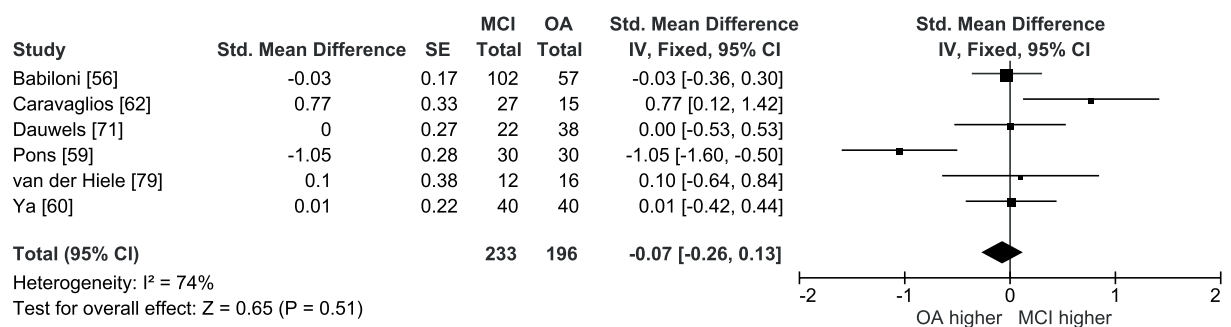 MCI OA Std. Mean Difference Std. Mean Difference
Study Std. Mean Difference SE Total Total IV, Fixed, 95% CI IV, Fixed, 95% CI
Babiloni [56] -0.03 0.17 102 57 -0.03 [-0.36, 0.30]
Caravaglios [62] 0.77 0.33 27 15 0.77 [0.12, 1.42]
Dauwels [71] 0 0.27 22 38 0.00 [-0.53, 0.53]
Pons [59] -1.05 0.28 30 30 -1.05 [-1.60, -0.50]
van der Hiele [79] 0.1 0.38 12 16 0.10 [-0.64, 0.84]
Ya [60] 0.01 0.22 40 40 0.01 [-0.42, 0.44]
Total (95% CI) 233 196 -0.07 [-0.26, 0.13]
Heterogeneity: I² = 74%
Test for overall effect: Z = 0.65 (P = 0.51)
-2 -1 0 1 2
OA higher MCI higher